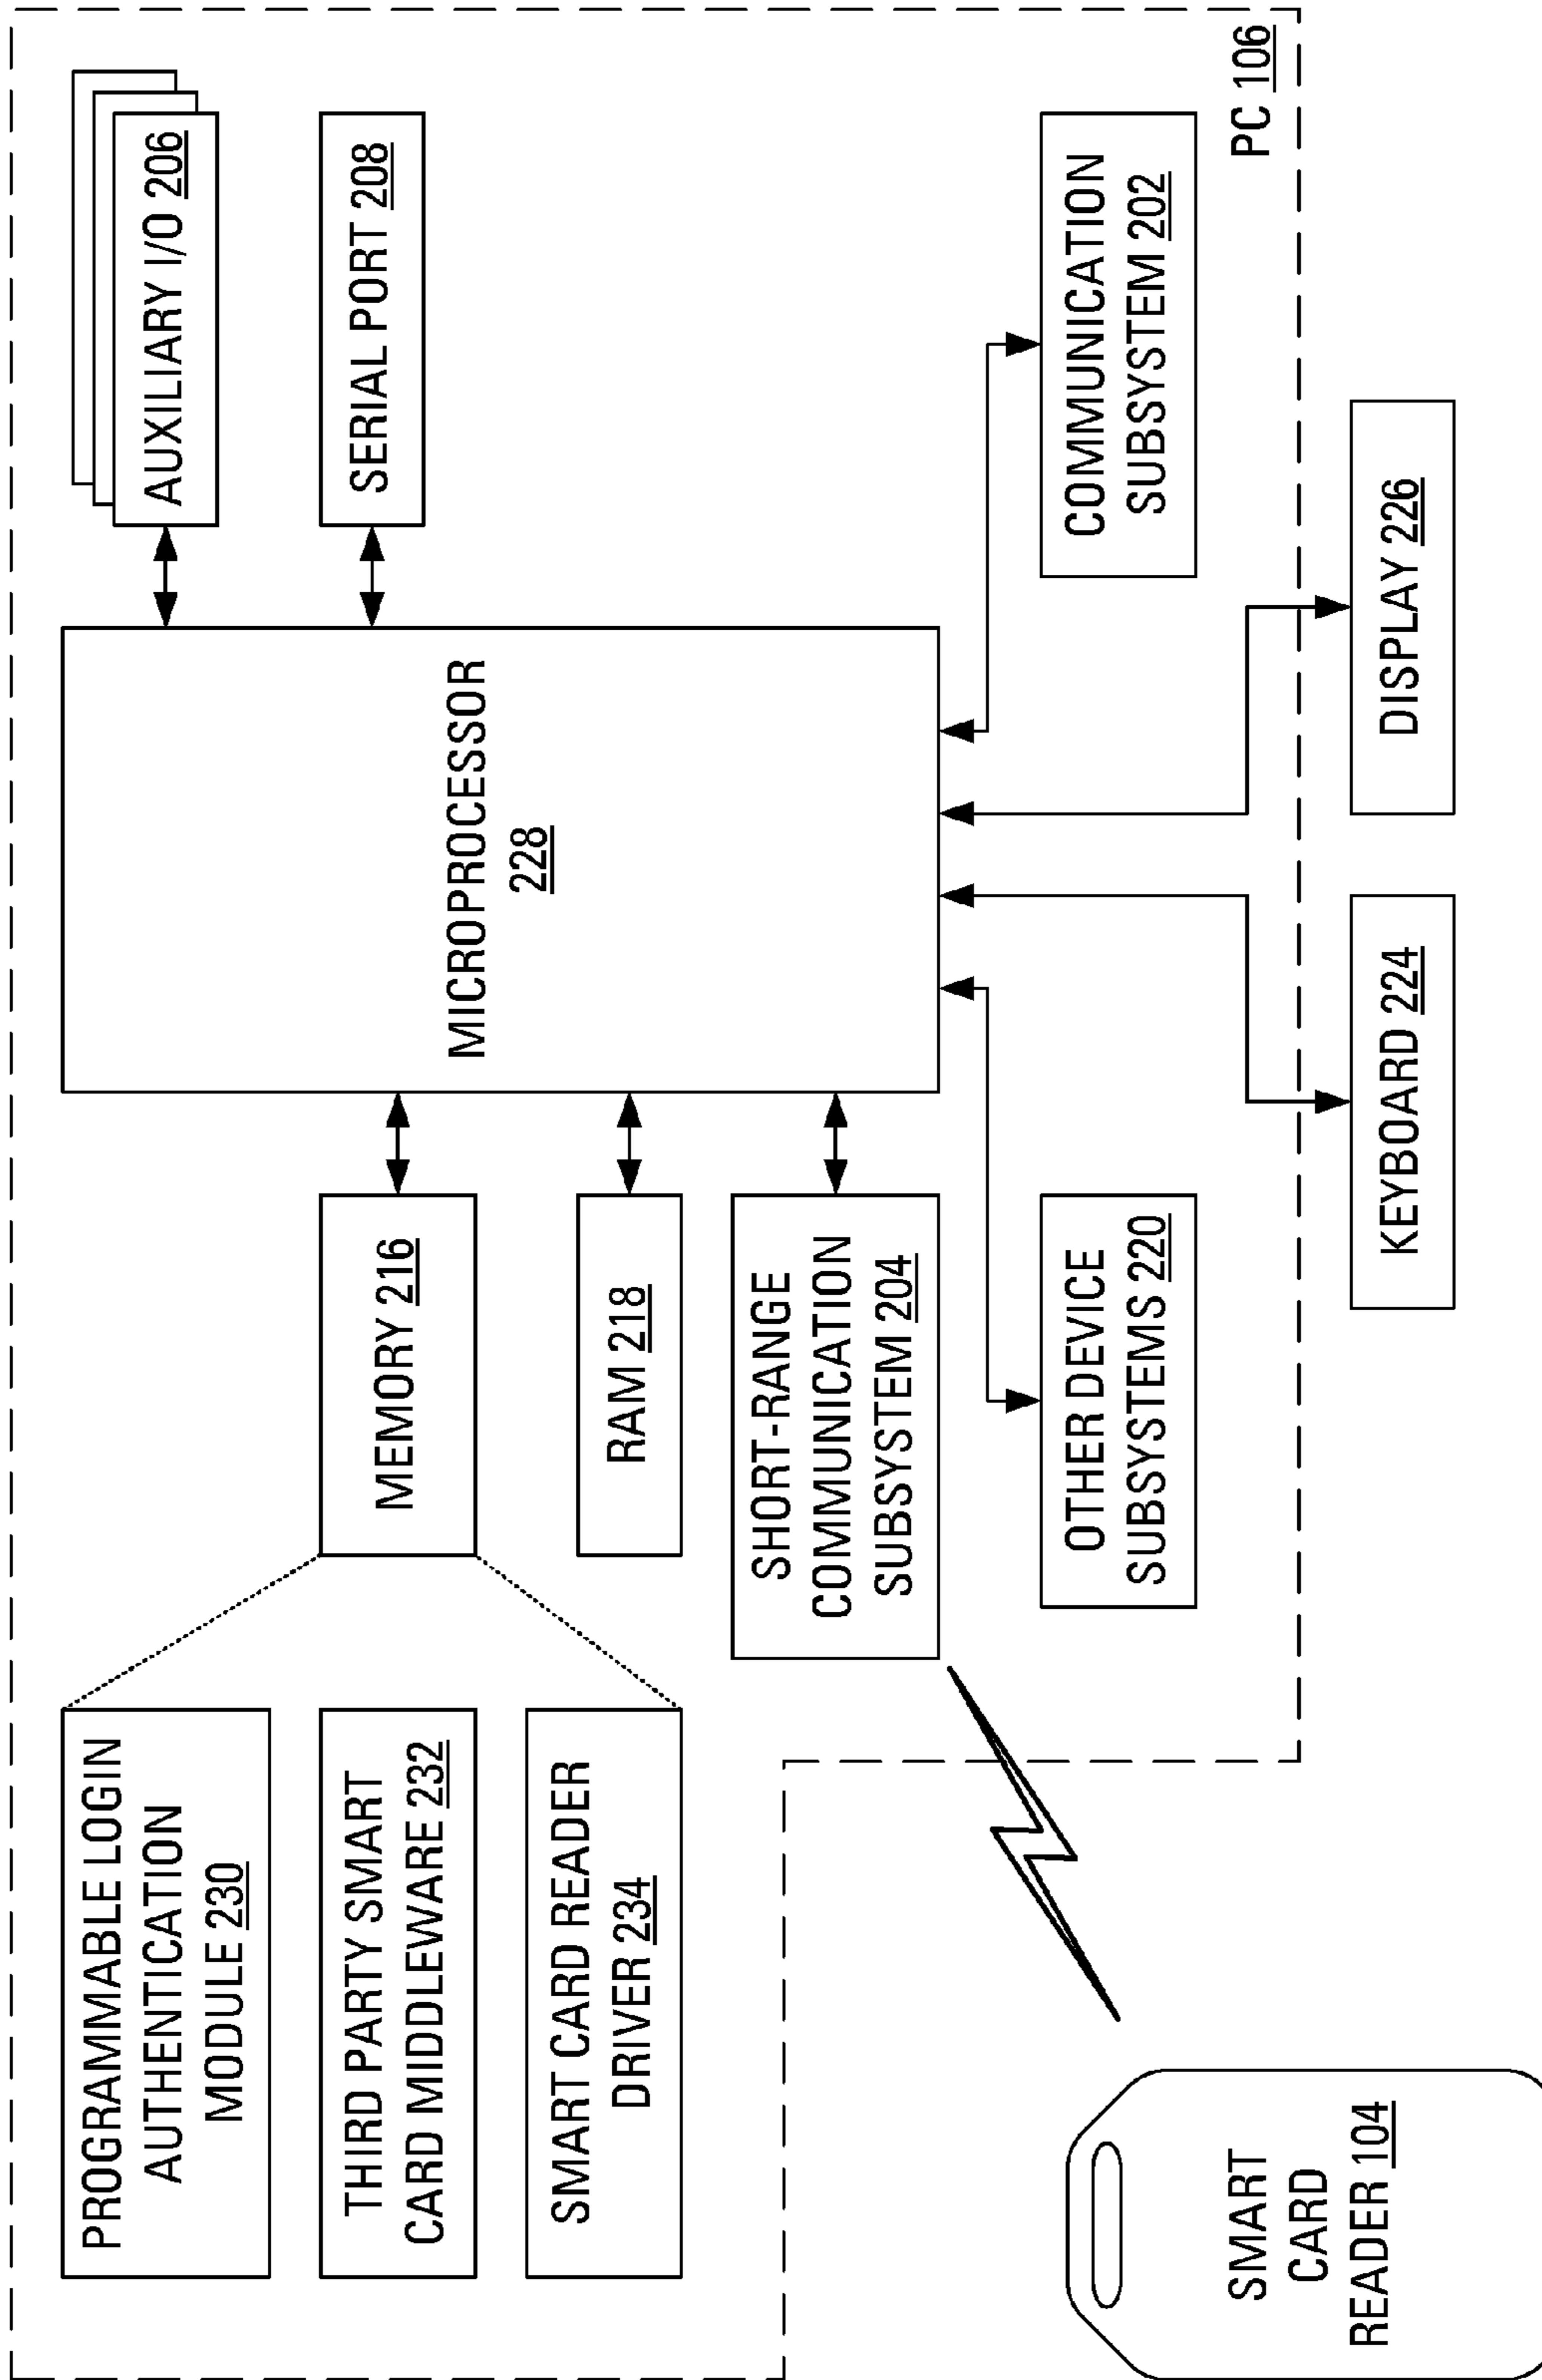 PROGRAMMABLE LOGIN
AUTHENTICATION
MODULE 230
THIRD PARTY SMART
CARD MIDDLEWARE 232
SMART CARD READER
DRIVER 234
MEMORY 216
RAM 218
SHORT-RANGE
COMMUNICATION
SUBSYSTEM 204
OTHER DEVICE
SUBSYSTEMS 220
MICROPROCESSOR
228
AUXILIARY I/O 206
SERIAL PORT 208
COMMUNICATION
SUBSYSTEM 202
PC 106
KEYBOARD 224
DISPLAY 226
SMART
CARD
READER 104